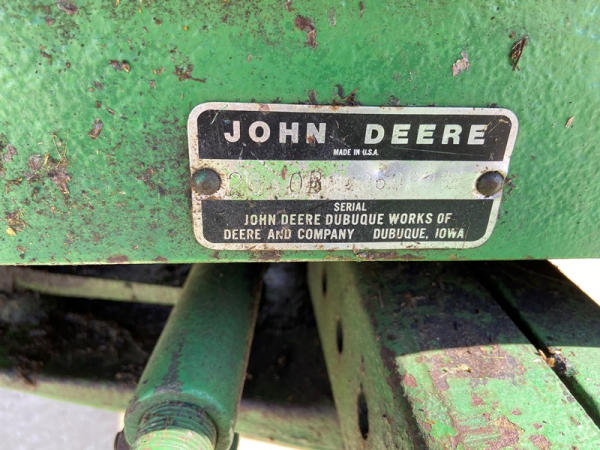 JOHN DEERE
MADE IN U.S.A.
SERIAL
JOHN DEERE DUBUQUE WORKS OF
DEERE AND COMPANY DUBUQUE, IOWA